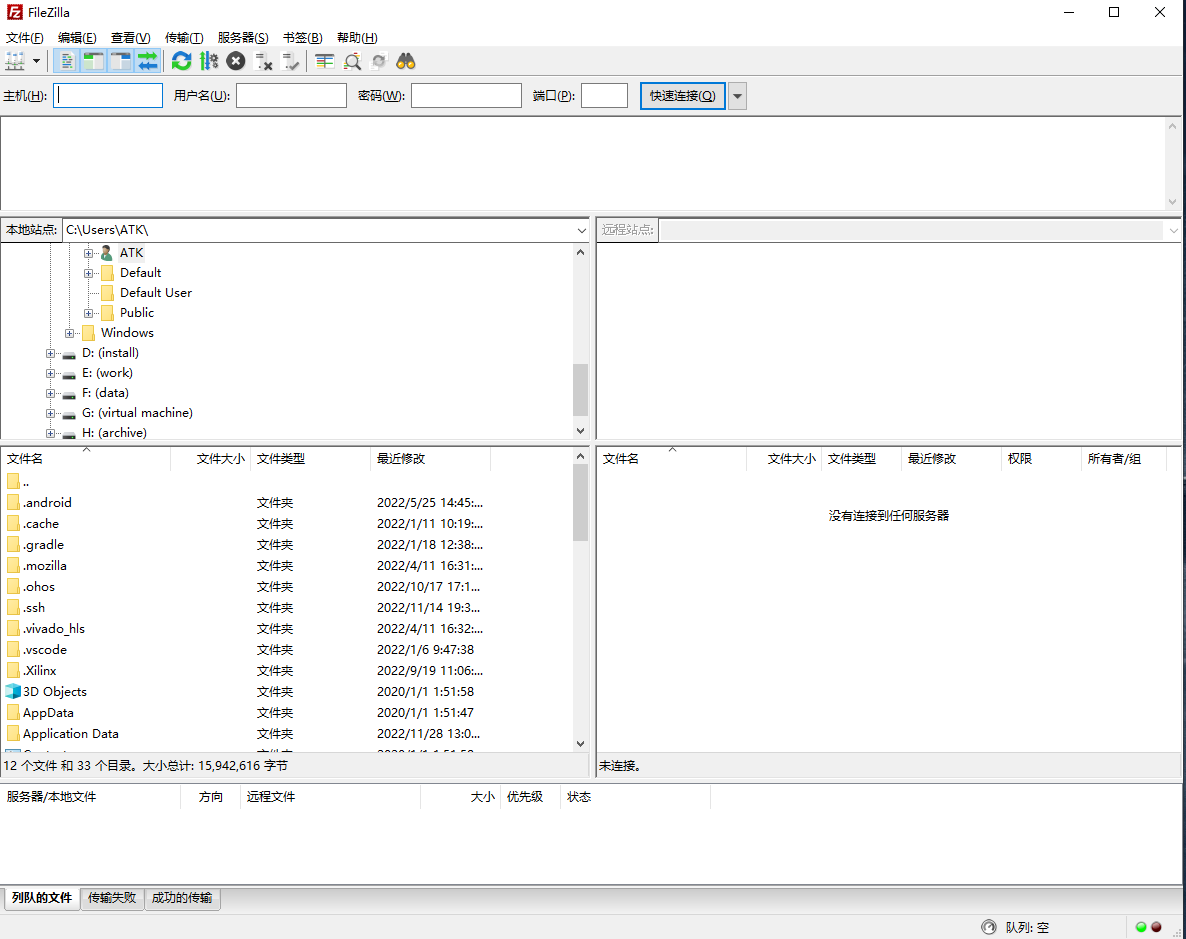 FileZilla
文件(F) 编辑(E) 查看(V) 传输(T) 服务器(S) 书签(B) 帮助(H)
主机(H): 用户名(U): 密码(W): 端口(P): 快速连接(Q)
本地站点: C:\Users\ATK\
ATK
Default
Default User
Public
Windows
D: (install)
E: (work)
F: (data)
G: (virtual machine)
H: (archive)
远程站点:
文件名 文件大小 文件类型 最近修改
..
.android 文件夹 2022/5/25 14:45:...
.cache 文件夹 2022/1/11 10:19:...
.gradle 文件夹 2022/1/18 12:38:...
.mozilla 文件夹 2022/4/11 16:31:...
.ohos 文件夹 2022/10/17 17:1...
.ssh 文件夹 2022/11/14 19:3...
.vivado_hls 文件夹 2022/4/11 16:32:...
.vscode 文件夹 2022/1/6 9:47:38
.Xilinx 文件夹 2022/9/19 11:06:...
3D Objects 文件夹 2020/1/1 1:51:58
AppData 文件夹 2020/1/1 1:51:47
Application Data 文件夹 2022/11/28 13:0...
12 个文件 和 33 个目录。大小总计: 15,942,616 字节
文件名 文件大小 文件类型 最近修改 权限 所有者/组
没有连接到任何服务器
未连接。
服务器/本地文件 方向 远程文件 大小 优先级 状态
列队的文件 传输失败 成功的传输
队列: 空